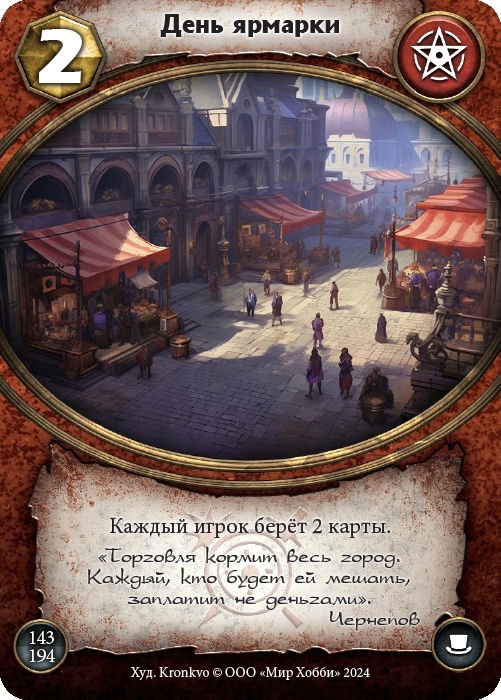 День ярмарки
2
Каждый игрок берёт 2 карты.
«Торговля кормит весь город.
Каждый, кто будет ей мешать,
заплатит не деньгами».
Чернепов
143
194
Худ. Kronkvo © ООО «Мир Хобби» 2024